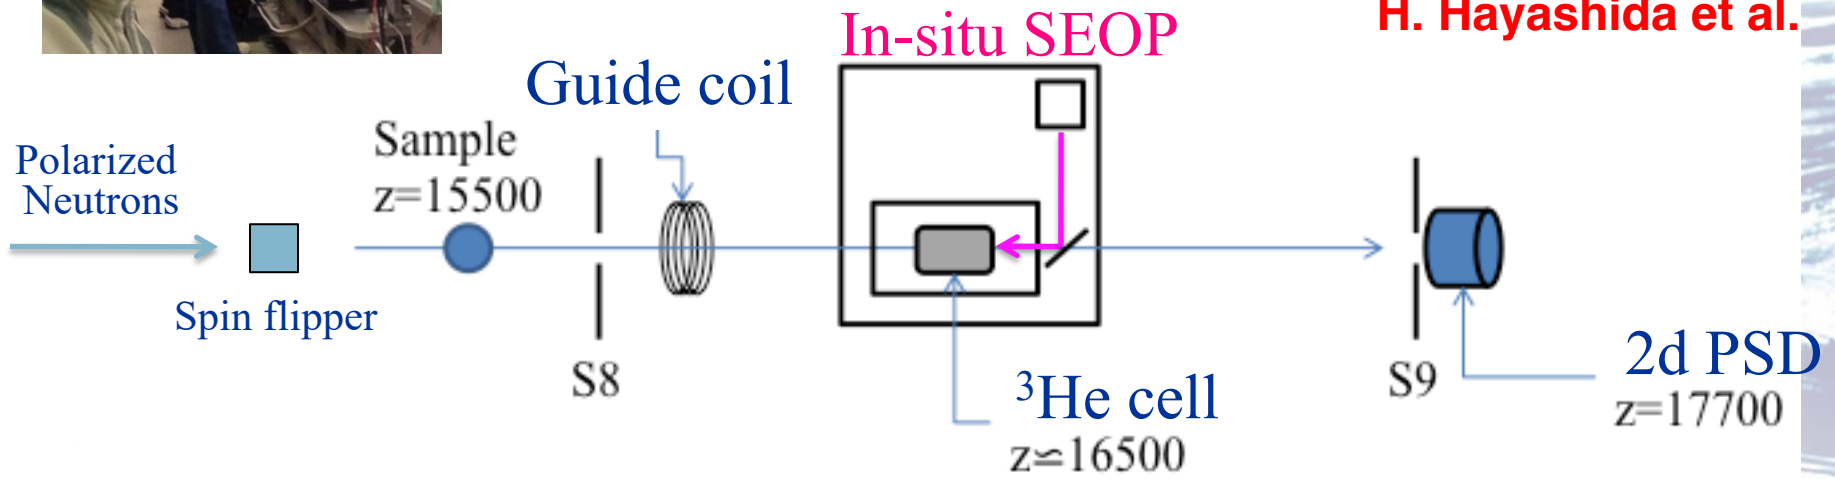 H. Hayashida et al.
In-situ SEOP
Guide coil
Sample
z=15500
Polarized
Neutrons
Spin flipper
S8
³He cell
z≃16500
S9
2d PSD
z=17700